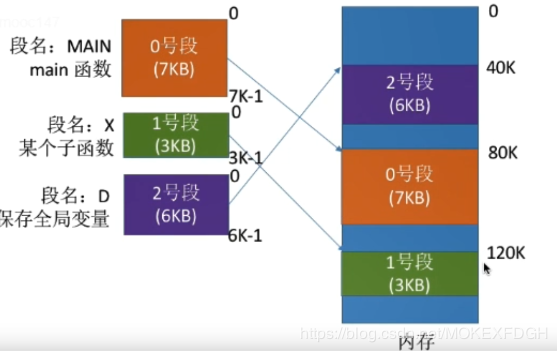 段名：MAIN
main 函数
0号段
(7KB)
0
7K-1
段名：X
某个子函数
1号段
(3KB)
0
3K-1
段名：D
保存全局变量
2号段
(6KB)
0
6K-1
0
2号段
(6KB)
40K
0号段
(7KB)
80K
1号段
(3KB)
120K
内存
https://blog.csdn.net/MOKEXFDGH